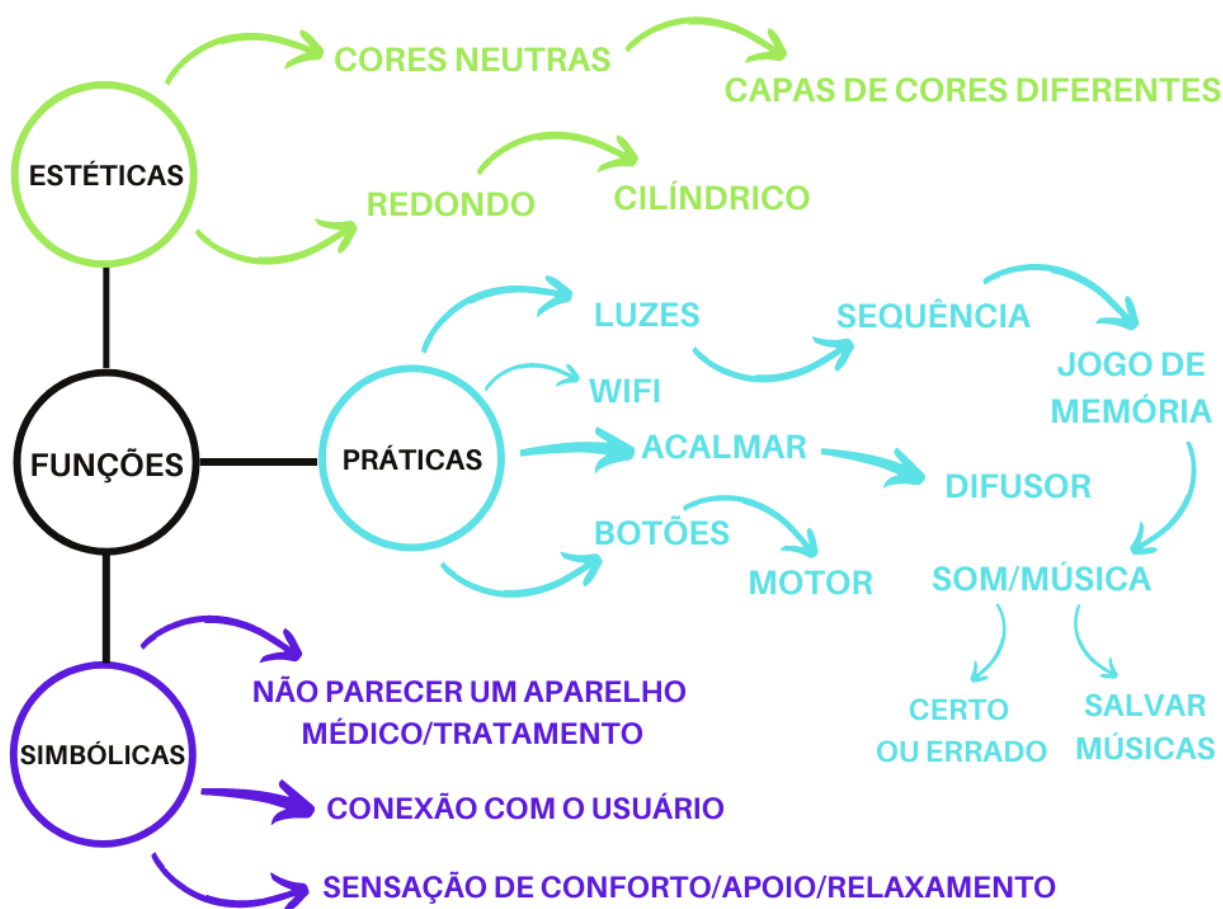 CORES NEUTRAS
CAPAS DE CORES DIFERENTES
ESTÉTICAS
REDONDO
CILÍNDRICO
LUZES
SEQUÊNCIA
JOGO DE
MEMÓRIA
WIFI
FUNÇÕES
PRÁTICAS
ACALMAR
DIFUSOR
BOTÕES
MOTOR
SOM/MÚSICA
CERTO
OU ERRADO
SALVAR
MÚSICAS
SIMBÓLICAS
NÃO PARECER UM APARELHO
MÉDICO/TRATAMENTO
CONEXÃO COM O USUÁRIO
SENSAÇÃO DE CONFORTO/APOIO/RELAXAMENTO